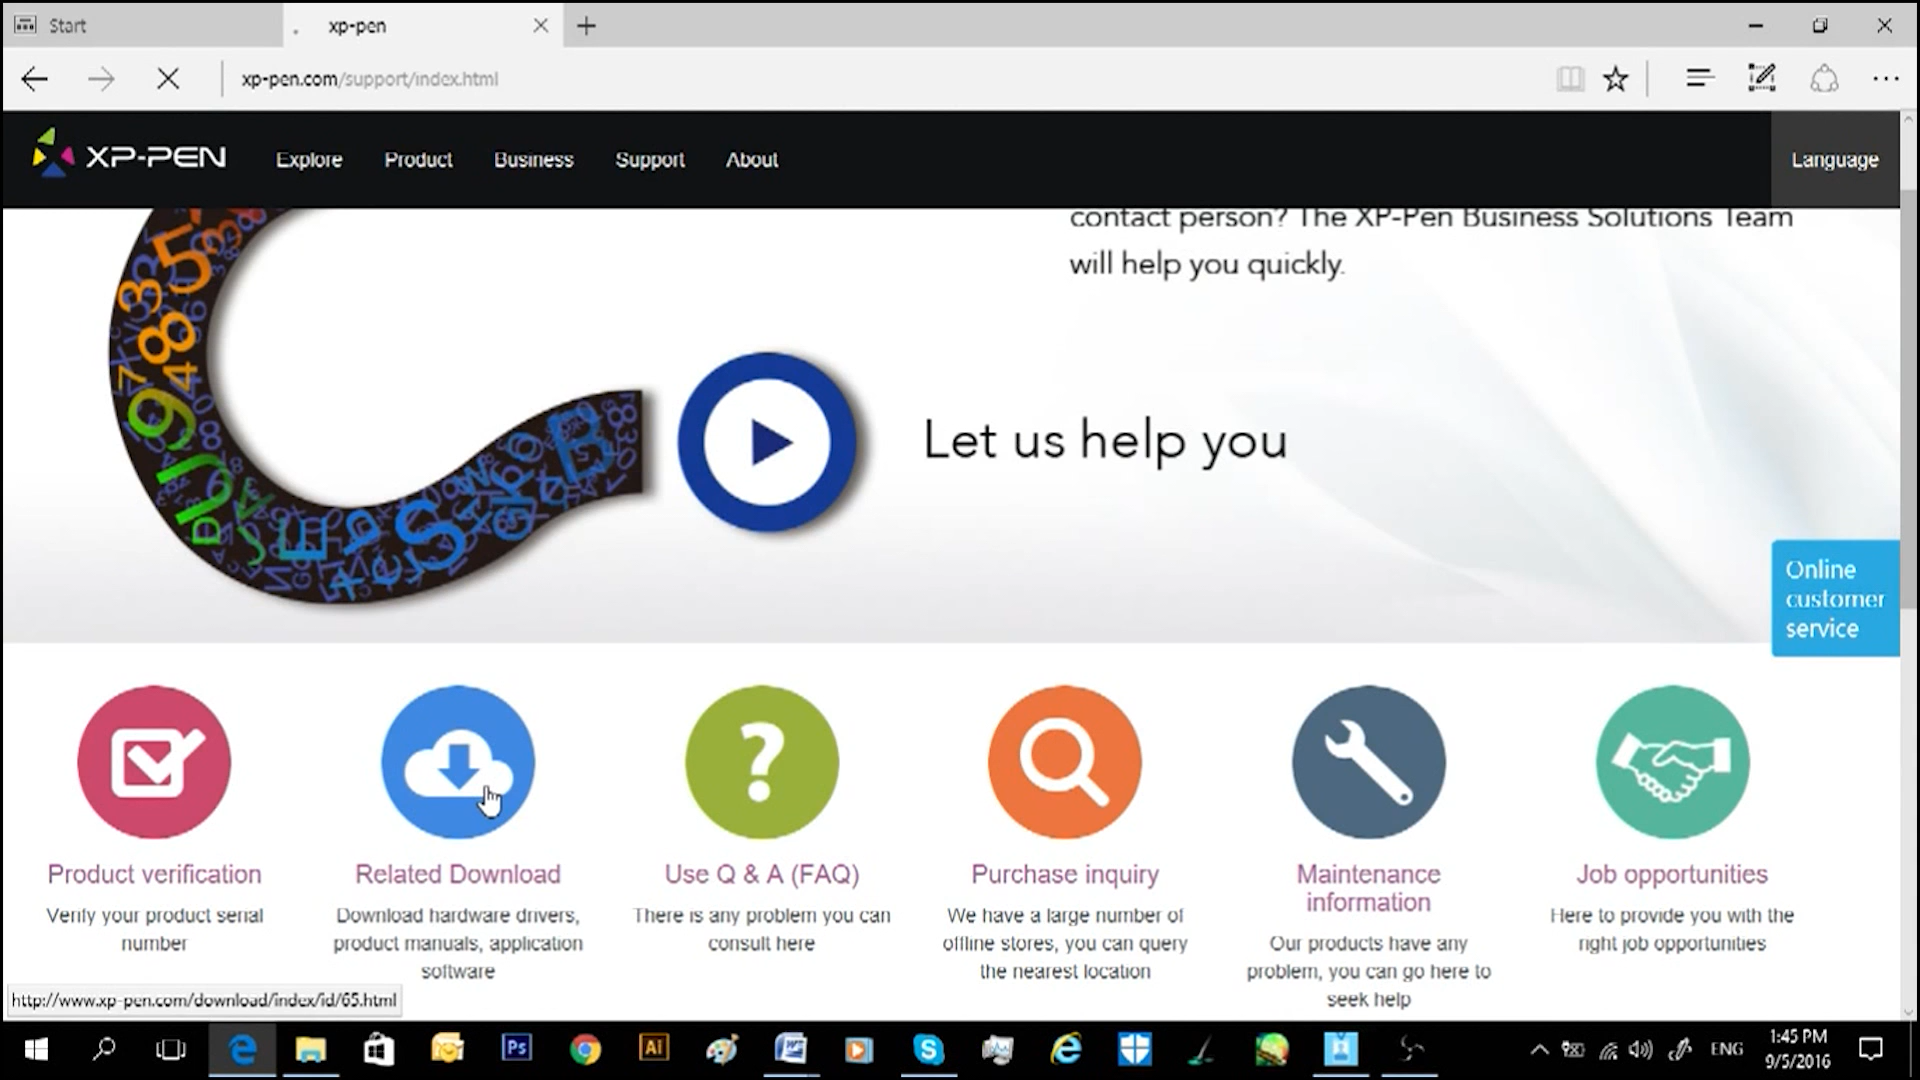 Start
xp-pen
xp-pen.com/support/index.html
XP-PEN
Explore
Product
Business
Support
About
Language
contact person? The XP-Pen Business Solutions Team
will help you quickly.
Let us help you
Online
customer
service
Product verification
Verify your product serial
number
Related Download
Download hardware drivers,
product manuals, application
software
Use Q & A (FAQ)
There is any problem you can
consult here
Purchase inquiry
We have a large number of
offline stores, you can query
the nearest location
Maintenance
information
Our products have any
problem, you can go here to
seek help
Job opportunities
Here to provide you with the
right job opportunities
http://www.xp-pen.com/download/index/id/65.html
Ps
Ai
ENG
1:45 PM
9/5/2016